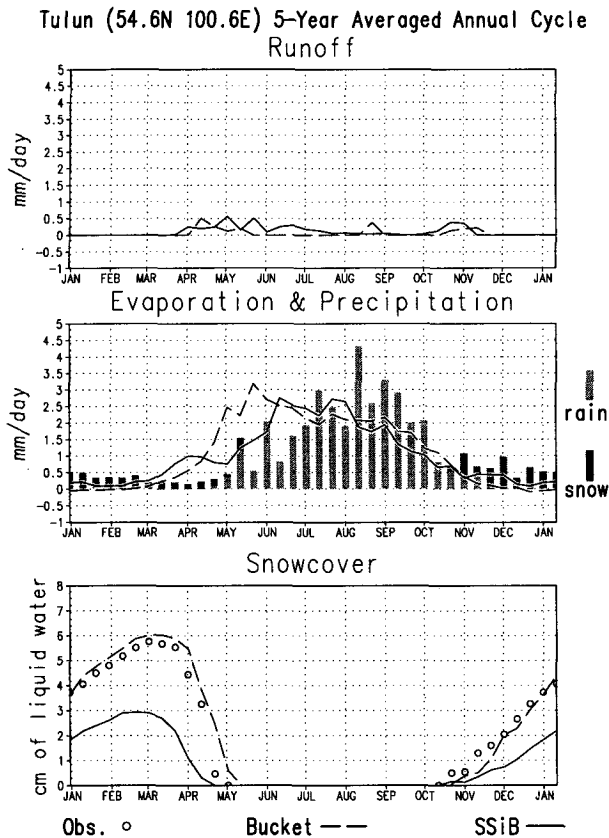 Tulun (54.6N 100.6E) 5-Year Averaged Annual Cycle
Runoff
mm/day
5
4.5
4
3.5
3
2.5
2
1.5
1
0.5
0
-0.5
-1
JAN FEB MAR APR MAY JUN JUL AUG SEP OCT NOV DEC JAN
Evaporation & Precipitation
mm/day
5
4.5
4
3.5
3
2.5
2
1.5
1
0.5
0
-0.5
-1
JAN FEB MAR APR MAY JUN JUL AUG SEP OCT NOV DEC JAN
rain
snow
Snowcover
cm of liquid water
8
7
6
5
4
3
2
1
0
JAN FEB MAR APR MAY JUN JUL AUG SEP OCT NOV DEC JAN
Obs. Bucket SSiB